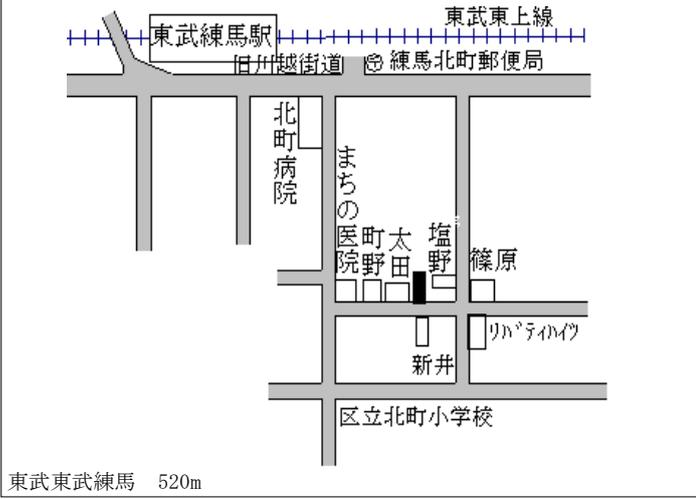 東武東上線
東武練馬駅
旧川越街道
〶 練馬北町郵便局
北町病院
まちの医院
町野
太田
塩野
篠原
ﾘﾊﾞﾃｨﾊｲﾂ
新井
区立北町小学校
東武東武練馬　520m